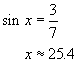 sin x = 3/7
x ≈ 25.4